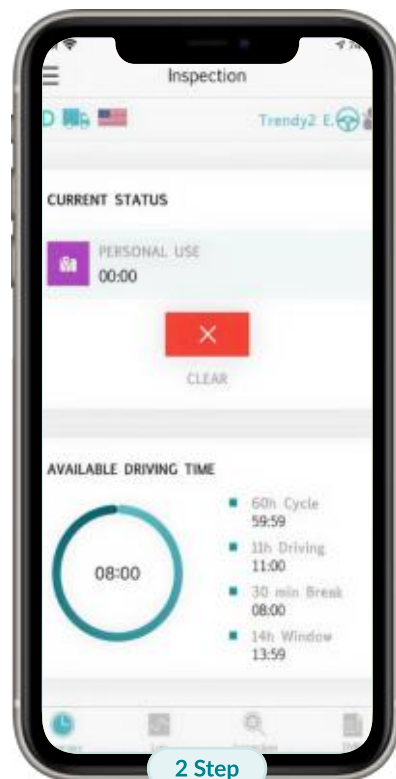 Inspection
Trendy2 E.
CURRENT STATUS
PERSONAL USE
00:00
CLEAR
AVAILABLE DRIVING TIME
08:00
60h Cycle
59:59
11h Driving
11:00
30 min Break
08:00
14h Window
13:59
2 Step